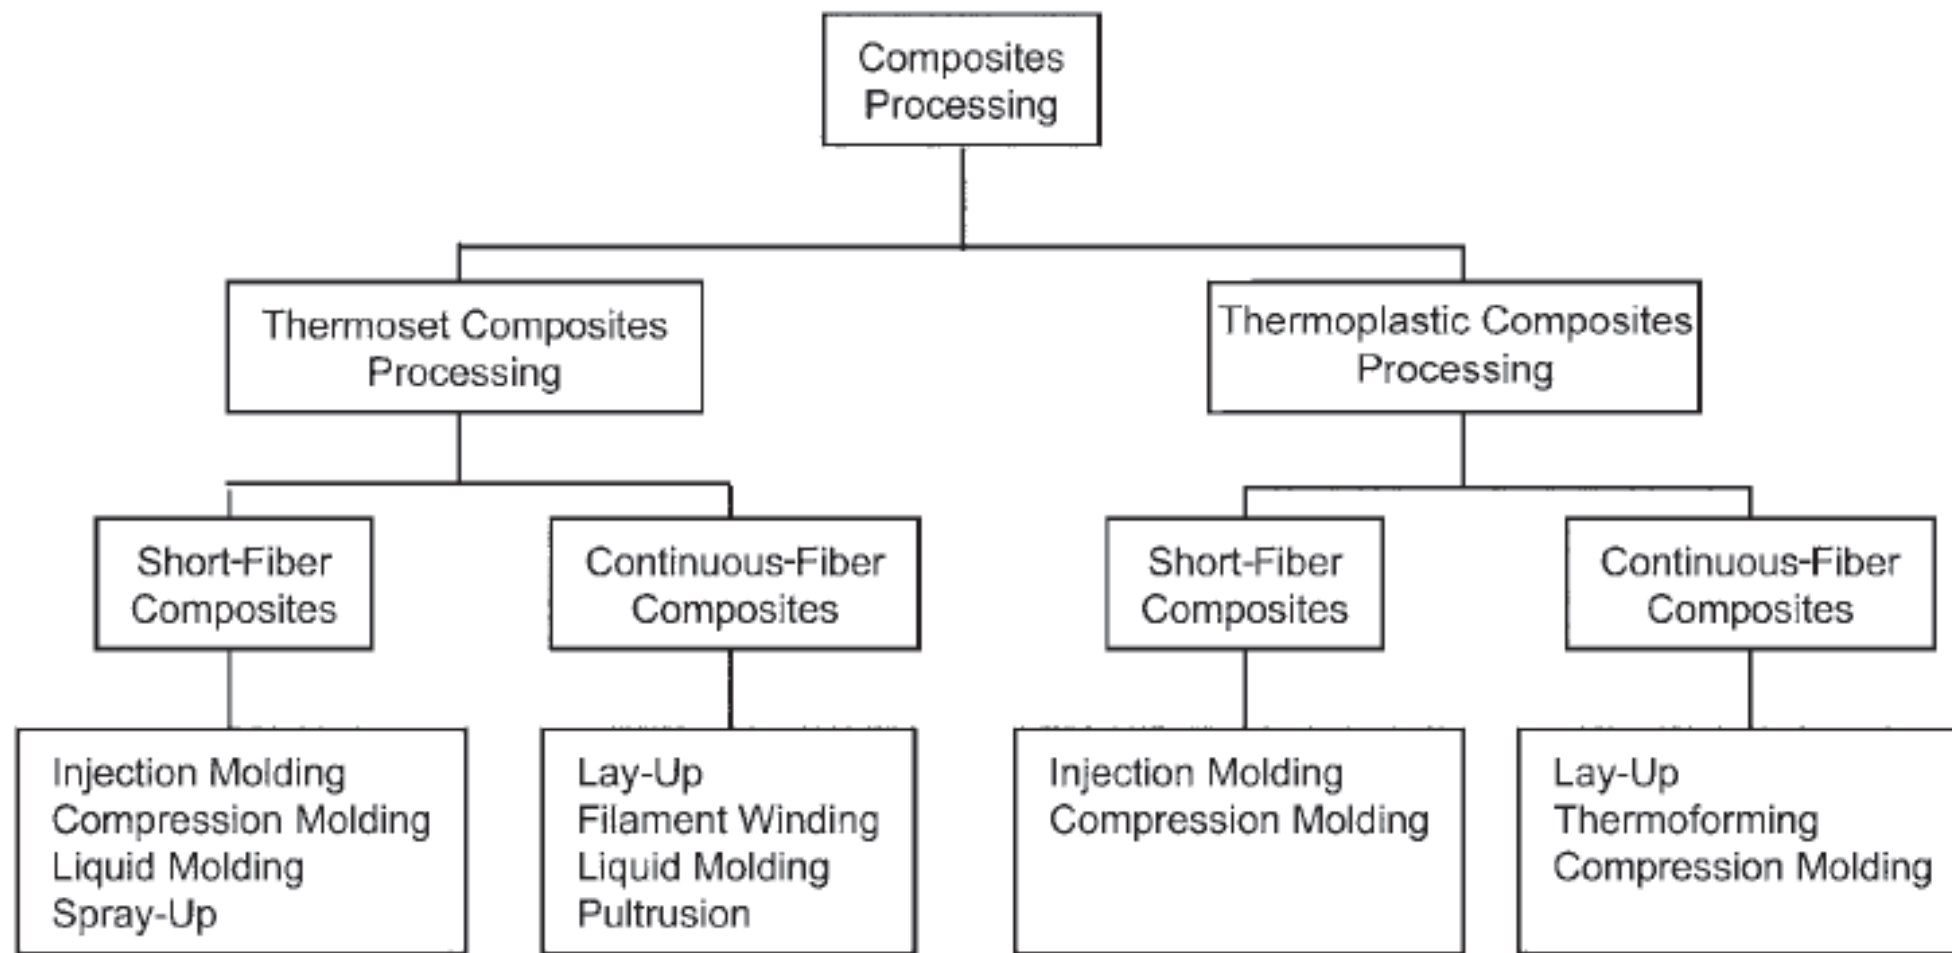 Composites
Processing
Thermoset Composites
Processing
Thermoplastic Composites
Processing
Short-Fiber
Composites
Continuous-Fiber
Composites
Short-Fiber
Composites
Continuous-Fiber
Composites
Injection Molding
Compression Molding
Liquid Molding
Spray-Up
Lay-Up
Filament Winding
Liquid Molding
Pultrusion
Injection Molding
Compression Molding
Lay-Up
Thermoforming
Compression Molding